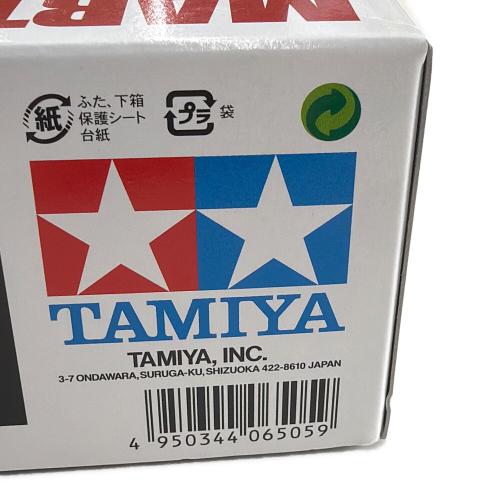 紙
ふた、下箱
保護シート
台紙
プラ
袋
TAMIYA
TAMIYA, INC.
3-7 ONDAWARA, SURUGA-KU, SHIZUOKA 422-8610 JAPAN
4 950344 065059